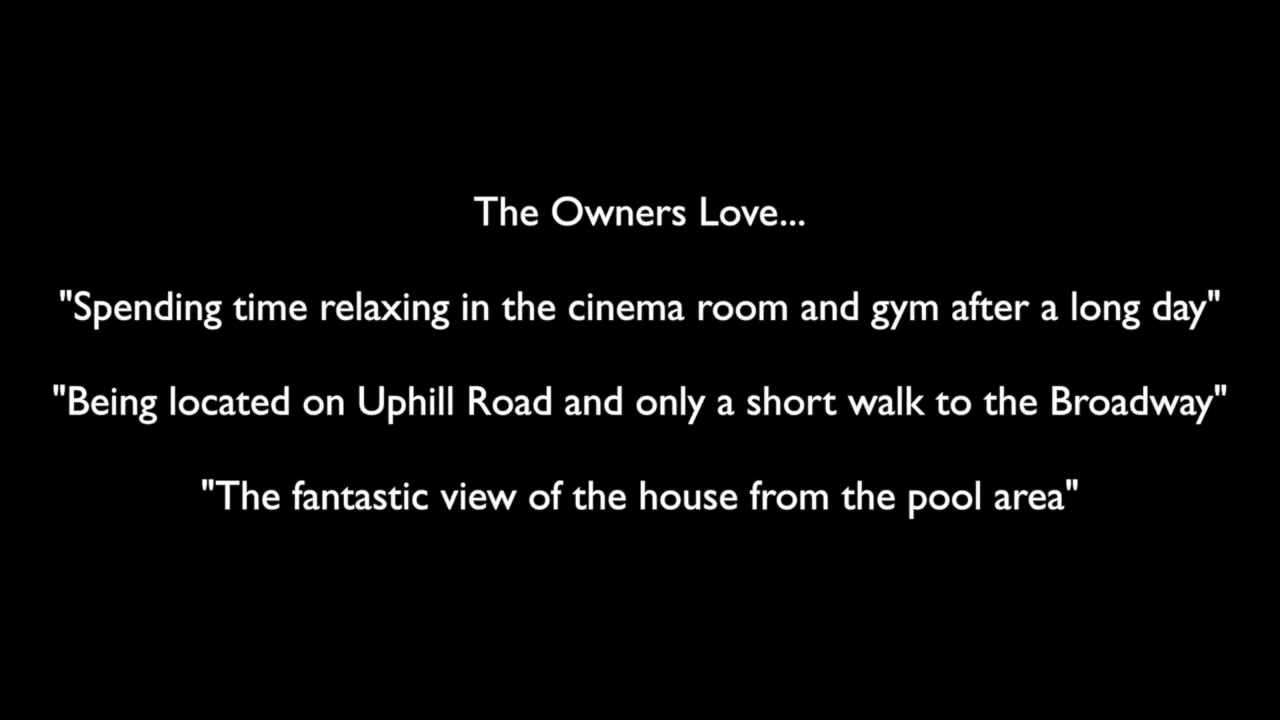 The Owners Love...
"Spending time relaxing in the cinema room and gym after a long day"
"Being located on Uphill Road and only a short walk to the Broadway"
"The fantastic view of the house from the pool area"